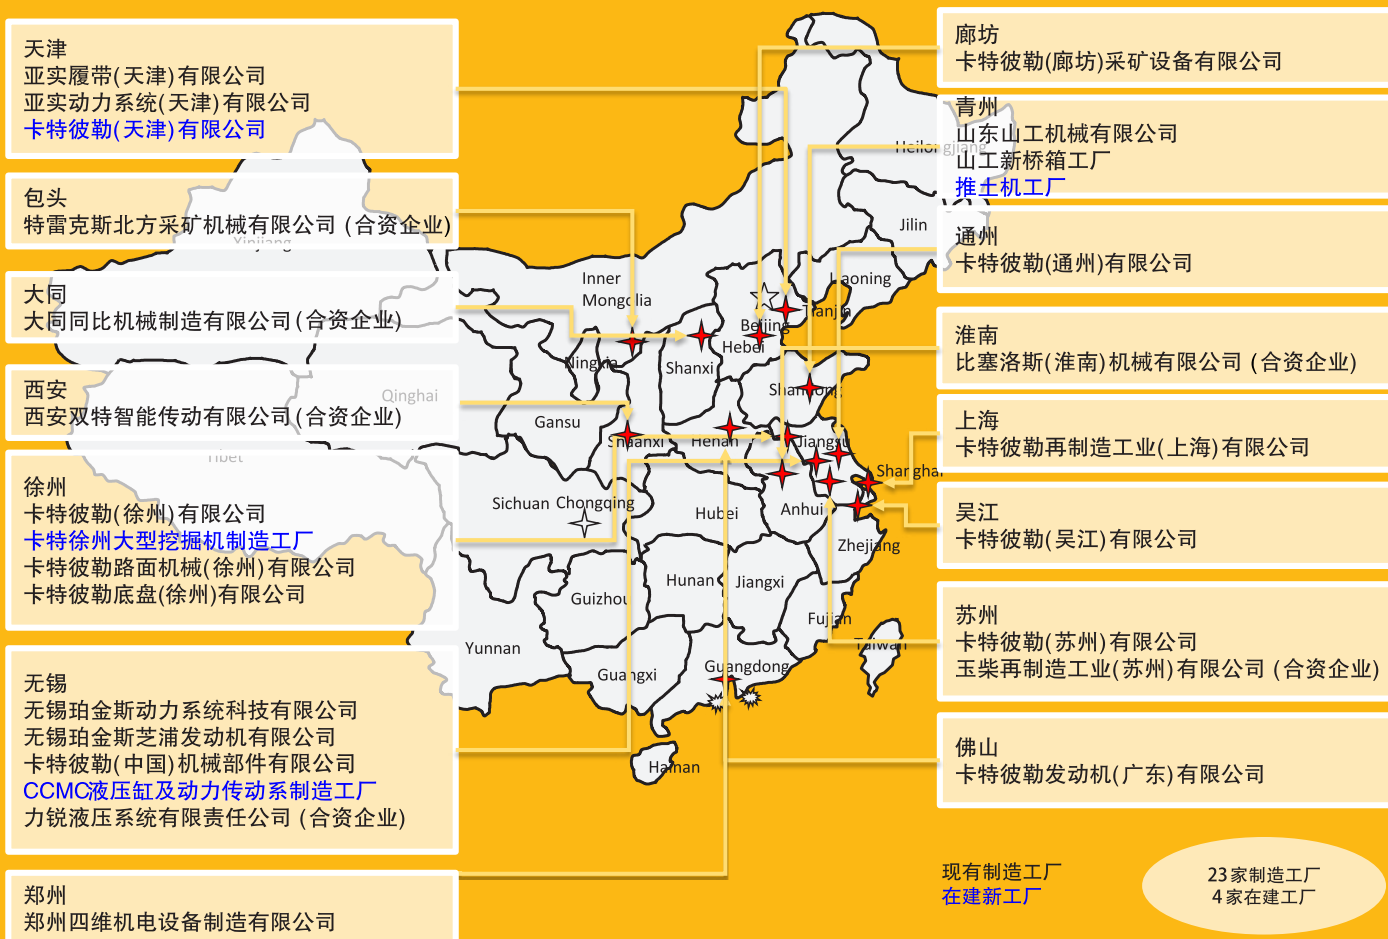 天津
亚实履带(天津)有限公司
亚实动力系统(天津)有限公司
卡特彼勒(天津)有限公司
包头
特雷克斯北方采矿机械有限公司 (合资企业)
大同
大同同比机械制造有限公司(合资企业)
西安
西安双特智能传动有限公司(合资企业)
徐州
卡特彼勒(徐州)有限公司
卡特徐州大型挖掘机制造工厂
卡特彼勒路面机械(徐州)有限公司
卡特彼勒底盘(徐州)有限公司
无锡
无锡珀金斯动力系统科技有限公司
无锡珀金斯芝浦发动机有限公司
卡特彼勒(中国)机械部件有限公司
CCMC液压缸及动力传动系制造工厂
力锐液压系统有限责任公司 (合资企业)
郑州
郑州四维机电设备制造有限公司
Xinjiang
Tibet
Qinghai
Heilongjiang
Jilin
Liaoning
Inner
Mongolia
Tianjin
Beijing
Hebei
Ningxia
Shanxi
Shandong
Gansu
Shaanxi
Henan
Jiangsu
Shanghai
Sichuan
Chongqing
Hubei
Anhui
Zhejiang
Hunan
Jiangxi
Guizhou
Fujian
Taiwan
Yunnan
Guangxi
Guangdong
Hainan
廊坊
卡特彼勒(廊坊)采矿设备有限公司
青州
山东山工机械有限公司
山工新桥箱工厂
推土机工厂
通州
卡特彼勒(通州)有限公司
淮南
比塞洛斯(淮南)机械有限公司 (合资企业)
上海
卡特彼勒再制造工业(上海)有限公司
吴江
卡特彼勒(吴江)有限公司
苏州
卡特彼勒(苏州)有限公司
玉柴再制造工业(苏州)有限公司 (合资企业)
佛山
卡特彼勒发动机(广东)有限公司
现有制造工厂
在建新工厂
23家制造工厂
4家在建工厂